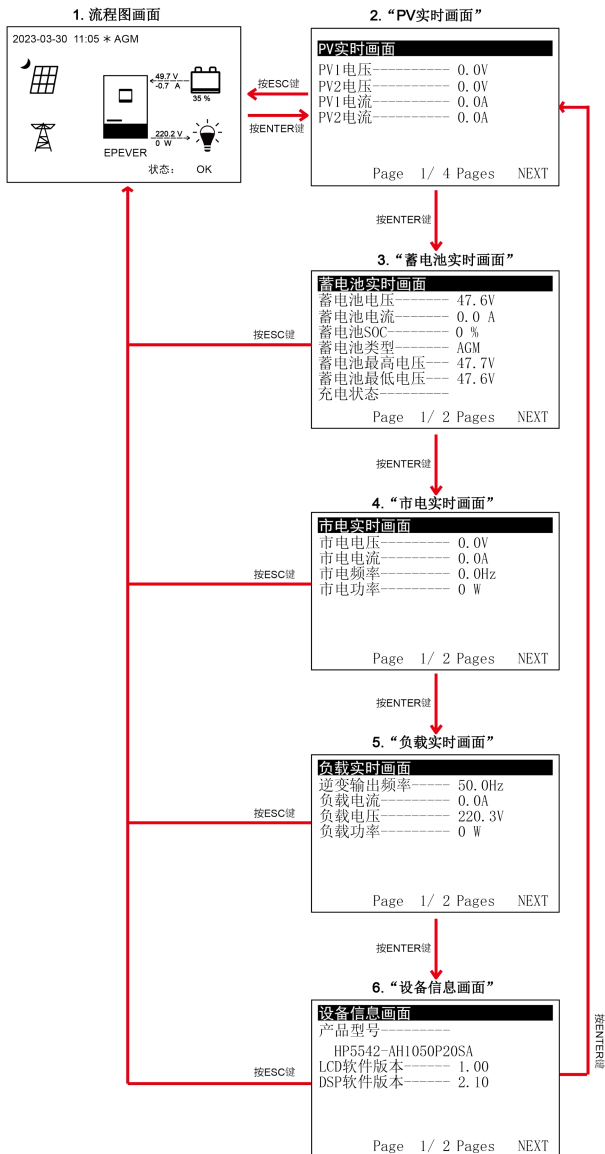 1. 流程图画面
2023-03-30 11:05 ＊ AGM
49.7 V
-0.7 A
35 %
220.2 V
0 W
EPEVER
状态： OK
按ESC键
按ENTER键
2. “PV实时画面”
PV实时画面
PV1电压--------- 0.0V
PV2电压--------- 0.0V
PV1电流--------- 0.0A
PV2电流--------- 0.0A
Page 1/ 4 Pages NEXT
按ENTER键
3. “蓄电池实时画面”
蓄电池实时画面
蓄电池电压------- 47.6V
蓄电池电流------- 0.0 A
蓄电池SOC------- 0 %
蓄电池类型------- AGM
蓄电池最高电压--- 47.7V
蓄电池最低电压--- 47.6V
充电状态---------
Page 1/ 2 Pages NEXT
按ESC键
按ENTER键
4. “市电实时画面”
市电实时画面
市电电压--------- 0.0V
市电电流--------- 0.0A
市电频率--------- 0.0Hz
市电功率--------- 0 W
Page 1/ 2 Pages NEXT
按ESC键
按ENTER键
5. “负载实时画面”
负载实时画面
逆变输出频率----- 50.0Hz
负载电流--------- 0.0A
负载电压--------- 220.3V
负载功率--------- 0 W
Page 1/ 2 Pages NEXT
按ESC键
按ENTER键
6. “设备信息画面”
设备信息画面
产品型号---------
HP5542-AH1050P20SA
LCD软件版本------ 1.00
DSP软件版本------ 2.10
Page 1/ 2 Pages NEXT
按ESC键
按ENTER键